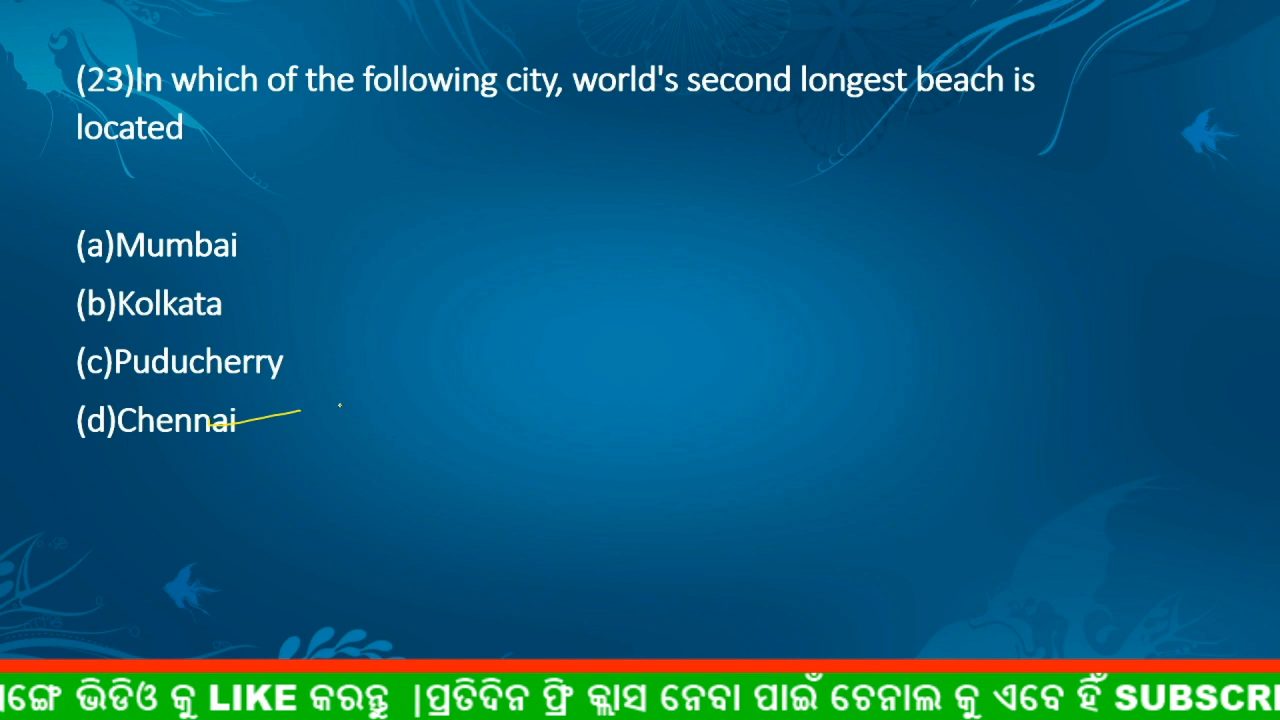 (23)In which of the following city, world's second longest beach is
located
(a)Mumbai
(b)Kolkata
(c)Puducherry
(d)Chennai
ଭିଡିଓ କୁ LIKE କରନ୍ତୁ |ପ୍ରତିଦିନ ଫ୍ରି କ୍ଲାସ ନେବା ପାଇଁ ଚେନାଲ କୁ ଏବେ ହିଁ